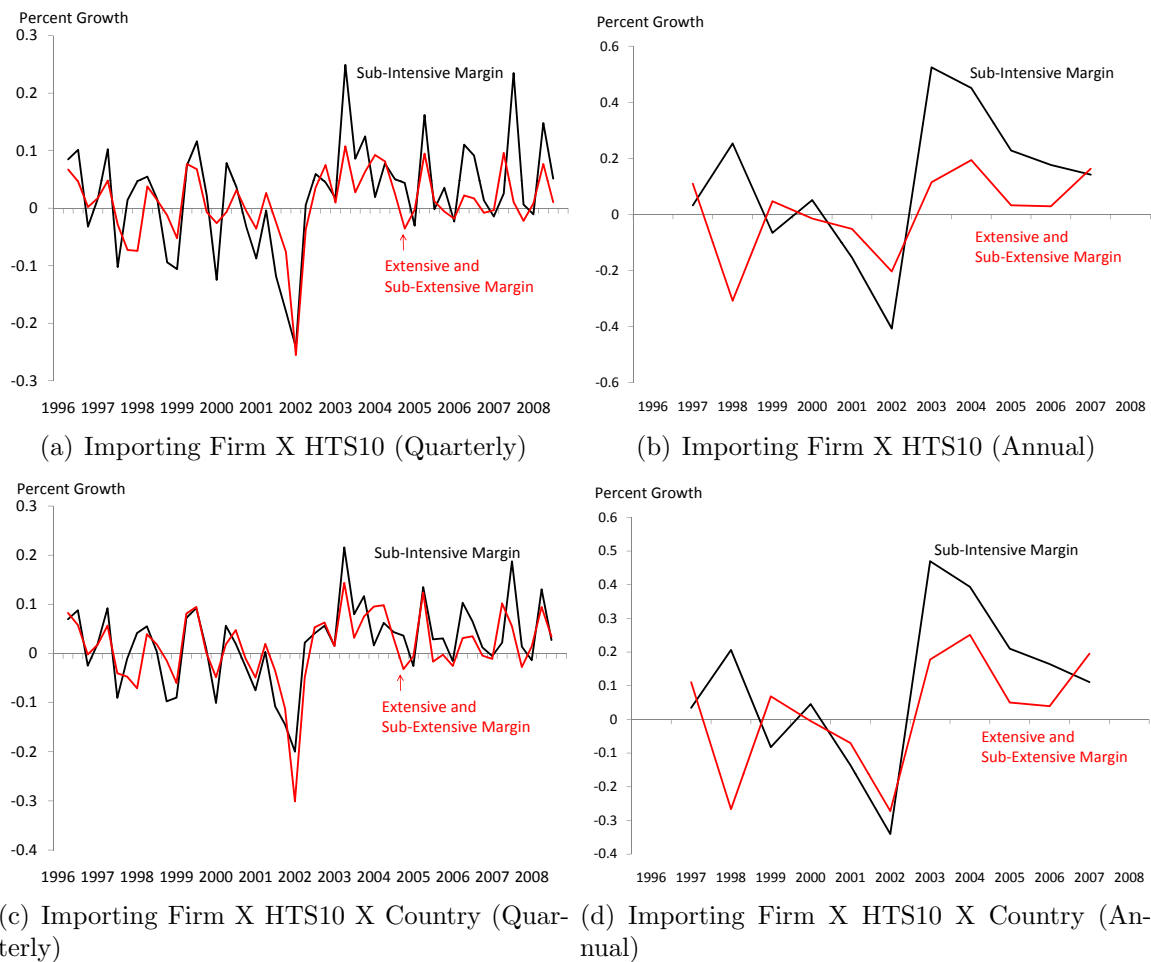 Percent Growth
0.3
0.2
0.1
0
-0.1
-0.2
-0.3
Sub-Intensive Margin
Extensive and
Sub-Extensive Margin
1996 1997 1998 1999 2000 2001 2002 2003 2004 2005 2006 2007 2008
(a) Importing Firm X HTS10 (Quarterly)
Percent Growth
0.6
0.4
0.2
0
-0.2
-0.4
-0.6
Sub-Intensive Margin
Extensive and
Sub-Extensive Margin
1996 1997 1998 1999 2000 2001 2002 2003 2004 2005 2006 2007 2008
(b) Importing Firm X HTS10 (Annual)
Percent Growth
0.3
0.2
0.1
0
-0.1
-0.2
-0.3
-0.4
Sub-Intensive Margin
Extensive and
Sub-Extensive Margin
1996 1997 1998 1999 2000 2001 2002 2003 2004 2005 2006 2007 2008
(c) Importing Firm X HTS10 X Country (Quar-
terly)
Percent Growth
0.6
0.5
0.4
0.3
0.2
0.1
0
-0.1
-0.2
-0.3
-0.4
Sub-Intensive Margin
Extensive and
Sub-Extensive Margin
1996 1997 1998 1999 2000 2001 2002 2003 2004 2005 2006 2007 2008
(d) Importing Firm X HTS10 X Country (An-
nual)